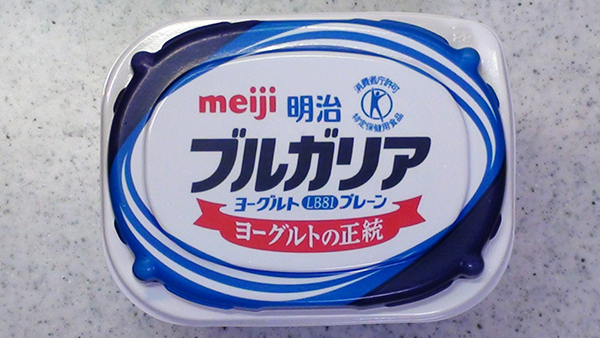 meiji 明治
消費者庁許可
特定保健用食品
ブルガリア
ヨーグルト LB81 プレーン
ヨーグルトの正統